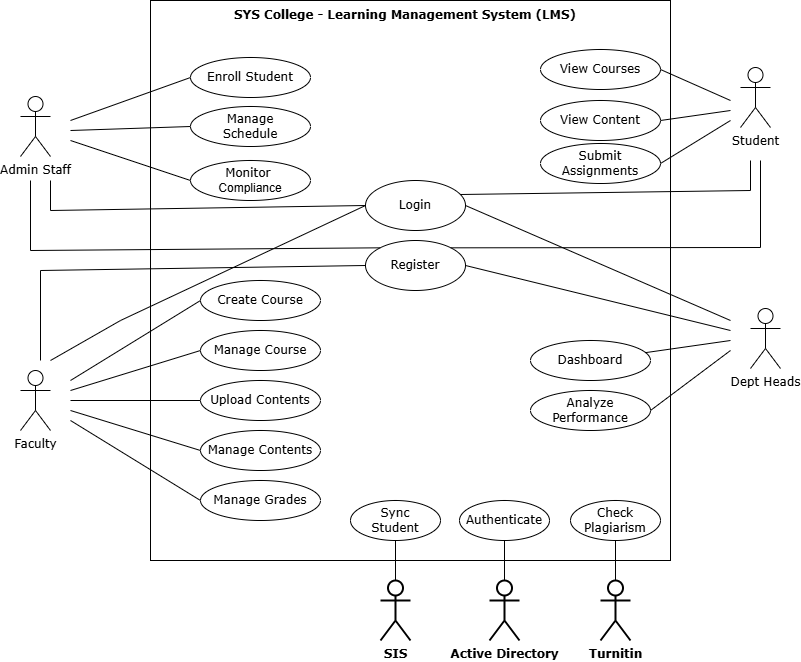 SYS College - Learning Management System (LMS)
Enroll Student
Manage
Schedule
Monitor
Compliance
View Courses
View Content
Submit
Assignments
Admin Staff
Student
Login
Register
Create Course
Manage Course
Upload Contents
Manage Contents
Manage Grades
Faculty
Dashboard
Analyze
Performance
Dept Heads
Sync
Student
Authenticate
Check
Plagiarism
SIS
Active Directory
Turnitin